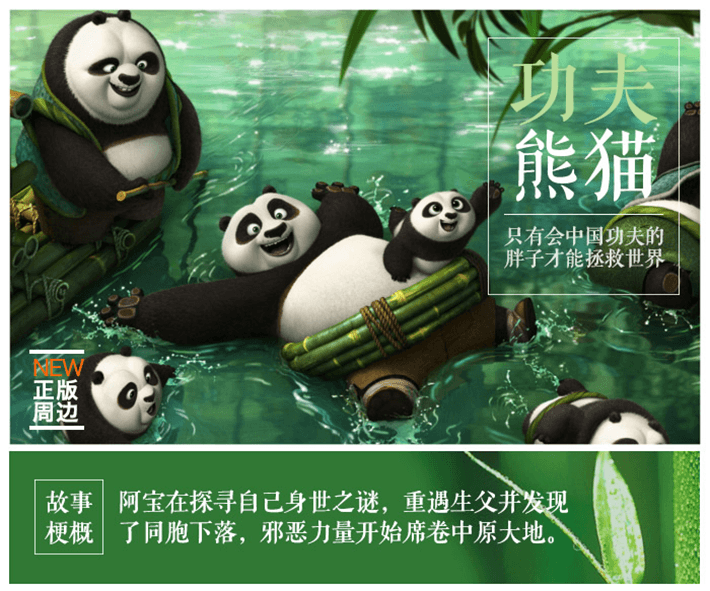 功夫
熊猫
只有会中国功夫的
胖子才能拯救世界
NEW
正版
周边
故事
梗概
阿宝在探寻自己身世之谜，重遇生父并发现
了同胞下落，邪恶力量开始席卷中原大地。